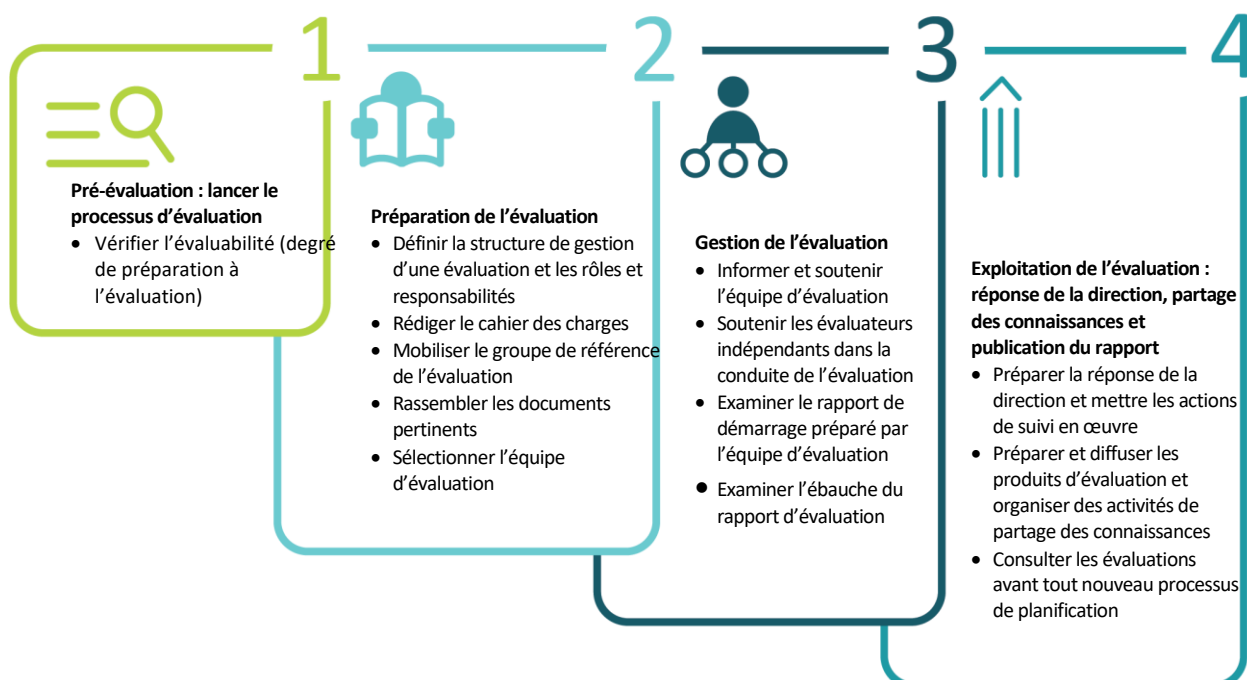 1
Pré-évaluation : lancer le
processus d’évaluation
• Vérifier l’évaluabilité (degré
de préparation à
l’évaluation)
2
Préparation de l’évaluation
• Définir la structure de gestion
d’une évaluation et les rôles et
responsabilités
• Rédiger le cahier des charges
• Mobiliser le groupe de référence
de l’évaluation
• Rassembler les documents
pertinents
• Sélectionner l’équipe
d’évaluation
3
Gestion de l’évaluation
• Informer et soutenir
l’équipe d’évaluation
• Soutenir les évaluateurs
indépendants dans la
conduite de l’évaluation
• Examiner le rapport de
démarrage préparé par
l’équipe d’évaluation
• Examiner l’ébauche du
rapport d’évaluation
4
Exploitation de l’évaluation :
réponse de la direction, partage
des connaissances et
publication du rapport
• Préparer la réponse de la
direction et mettre les actions
de suivi en œuvre
• Préparer et diffuser les
produits d’évaluation et
organiser des activités de
partage des connaissances
• Consulter les évaluations
avant tout nouveau processus
de planification